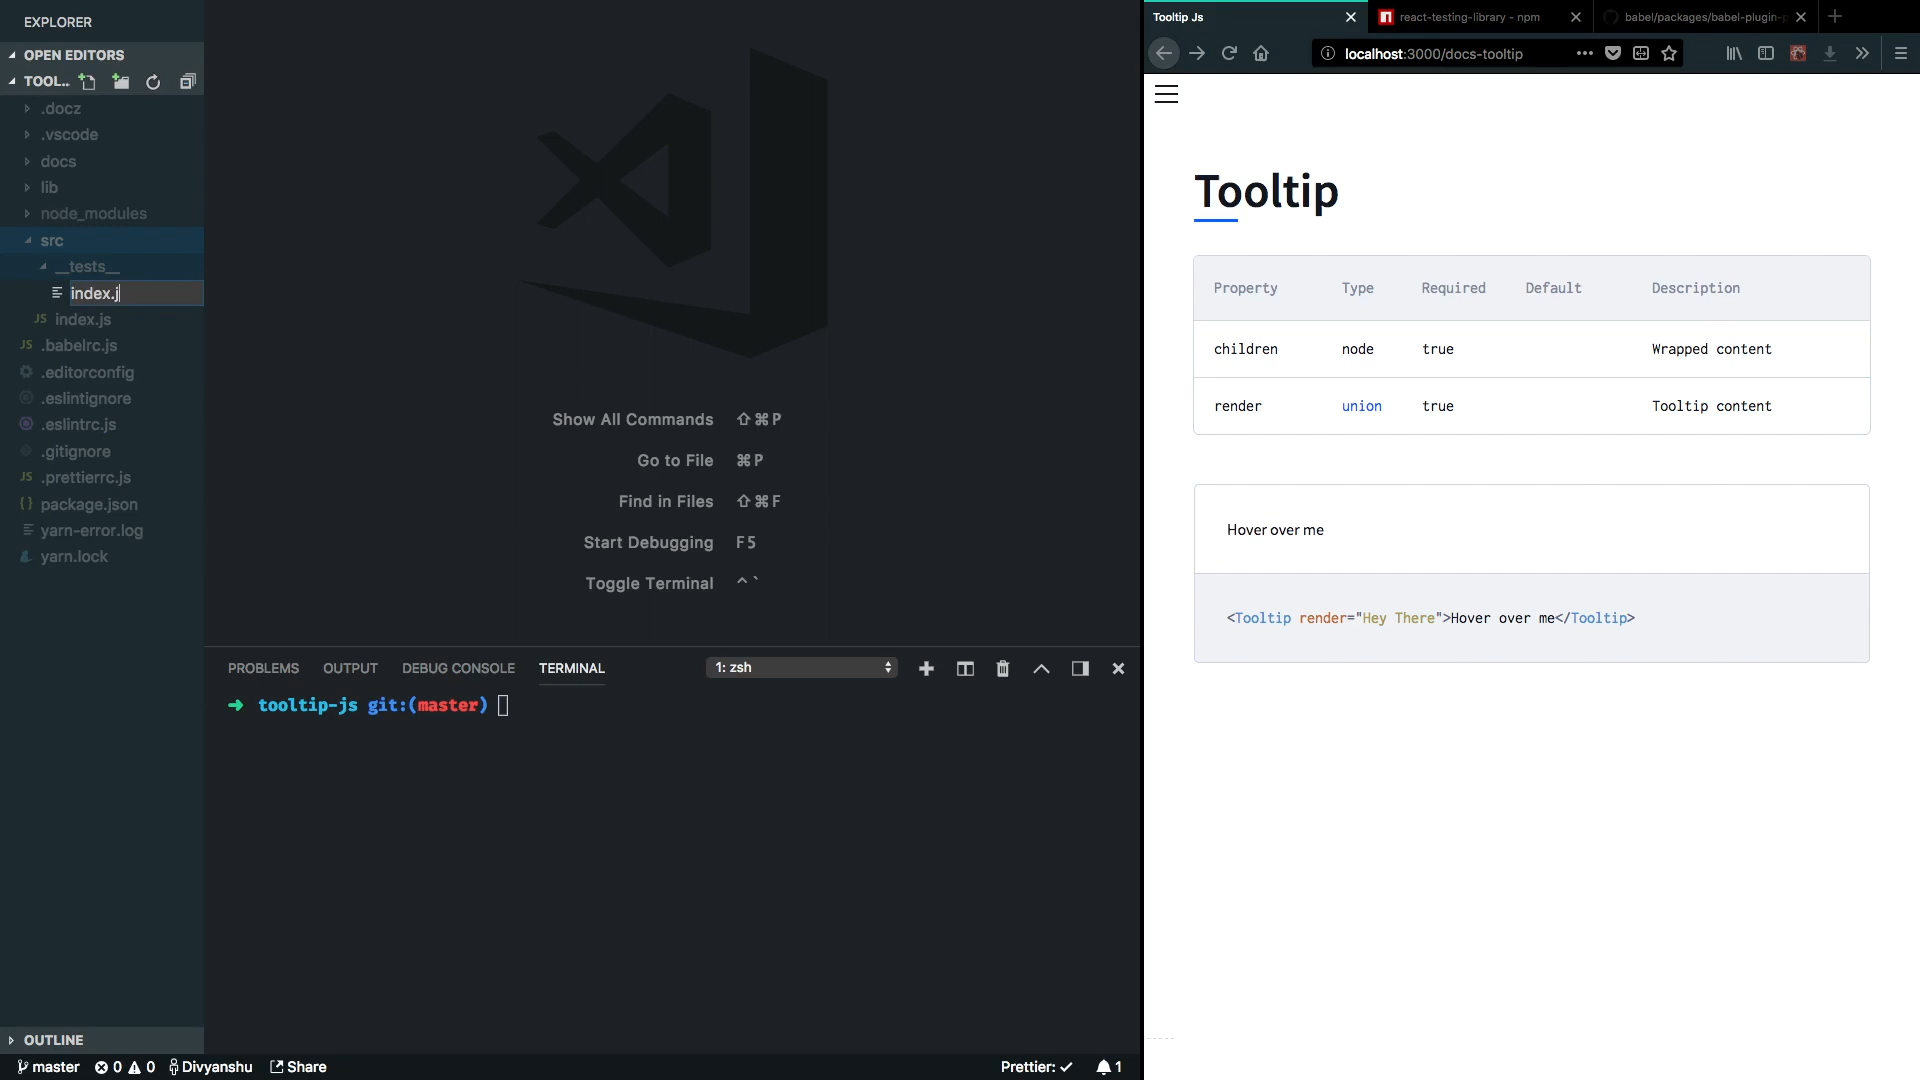 EXPLORER
OPEN EDITORS
TOOL..
.docz
.vscode
docs
lib
node_modules
src
__tests__
index.j
JS index.js
JS .babelrc.js
.editorconfig
.eslintignore
.eslintrc.js
.gitignore
JS .prettierrc.js
{} package.json
yarn-error.log
yarn.lock
OUTLINE
Show All Commands ⇧⌘P
Go to File ⌘P
Find in Files ⇧⌘F
Start Debugging F5
Toggle Terminal ^`
PROBLEMS OUTPUT DEBUG CONSOLE TERMINAL 1: zsh
➜ tooltip-js git:(master)
master 0 0 Divyanshu Share Prettier: ✓ 1
Tooltip Js react-testing-library - npm babel/packages/babel-plugin-p
localhost:3000/docs-tooltip
Tooltip
Property Type Required Default Description
children node true Wrapped content
render union true Tooltip content
Hover over me
<Tooltip render="Hey There">Hover over me</Tooltip>